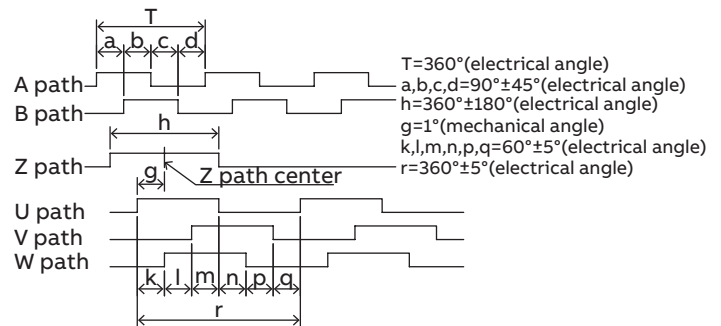 T
a b c d
A path
B path
T=360°(electrical angle)
a,b,c,d=90°±45°(electrical angle)
h=360°±180°(electrical angle)
g=1°(mechanical angle)
k,l,m,n,p,q=60°±5°(electrical angle)
r=360°±5°(electrical angle)
h
Z path
g
Z path center
U path
V path
W path
k l m n p q
r